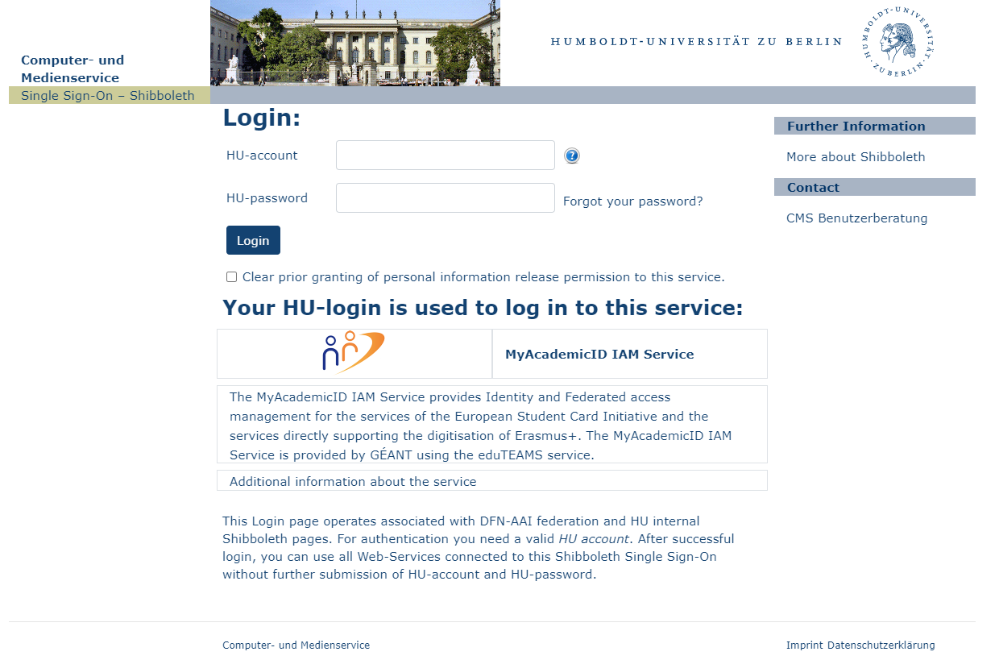 Computer- und
Medienservice
HUMBOLDT-UNIVERSITÄT ZU BERLIN
HUMBOLDT-UNIVERSITÄT · ZU BERLIN ·
Single Sign-On – Shibboleth
Login:
HU-account
?
HU-password
Forgot your password?
Login
Clear prior granting of personal information release permission to this service.
Your HU-login is used to log in to this service:
MyAcademicID IAM Service
The MyAcademicID IAM Service provides Identity and Federated access
management for the services of the European Student Card Initiative and the
services directly supporting the digitisation of Erasmus+. The MyAcademicID IAM
Service is provided by GÉANT using the eduTEAMS service.
Additional information about the service
This Login page operates associated with DFN-AAI federation and HU internal
Shibboleth pages. For authentication you need a valid HU account. After successful
login, you can use all Web-Services connected to this Shibboleth Single Sign-On
without further submission of HU-account and HU-password.
Further Information
More about Shibboleth
Contact
CMS Benutzerberatung
Computer- und Medienservice
Imprint Datenschutzerklärung